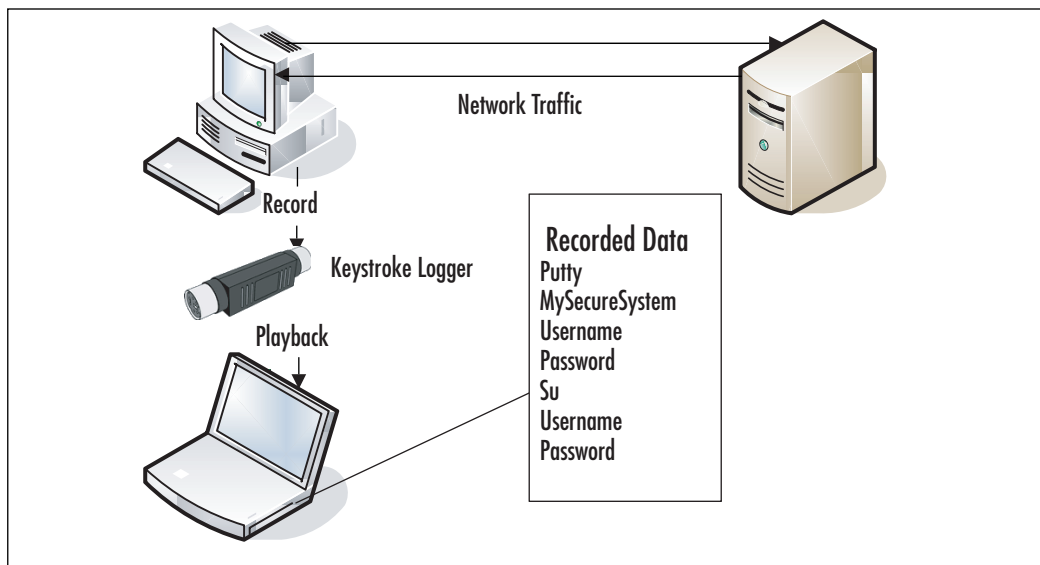 Network Traffic
Record
Keystroke Logger
Playback
Recorded Data
Putty
MySecureSystem
Username
Password
Su
Username
Password